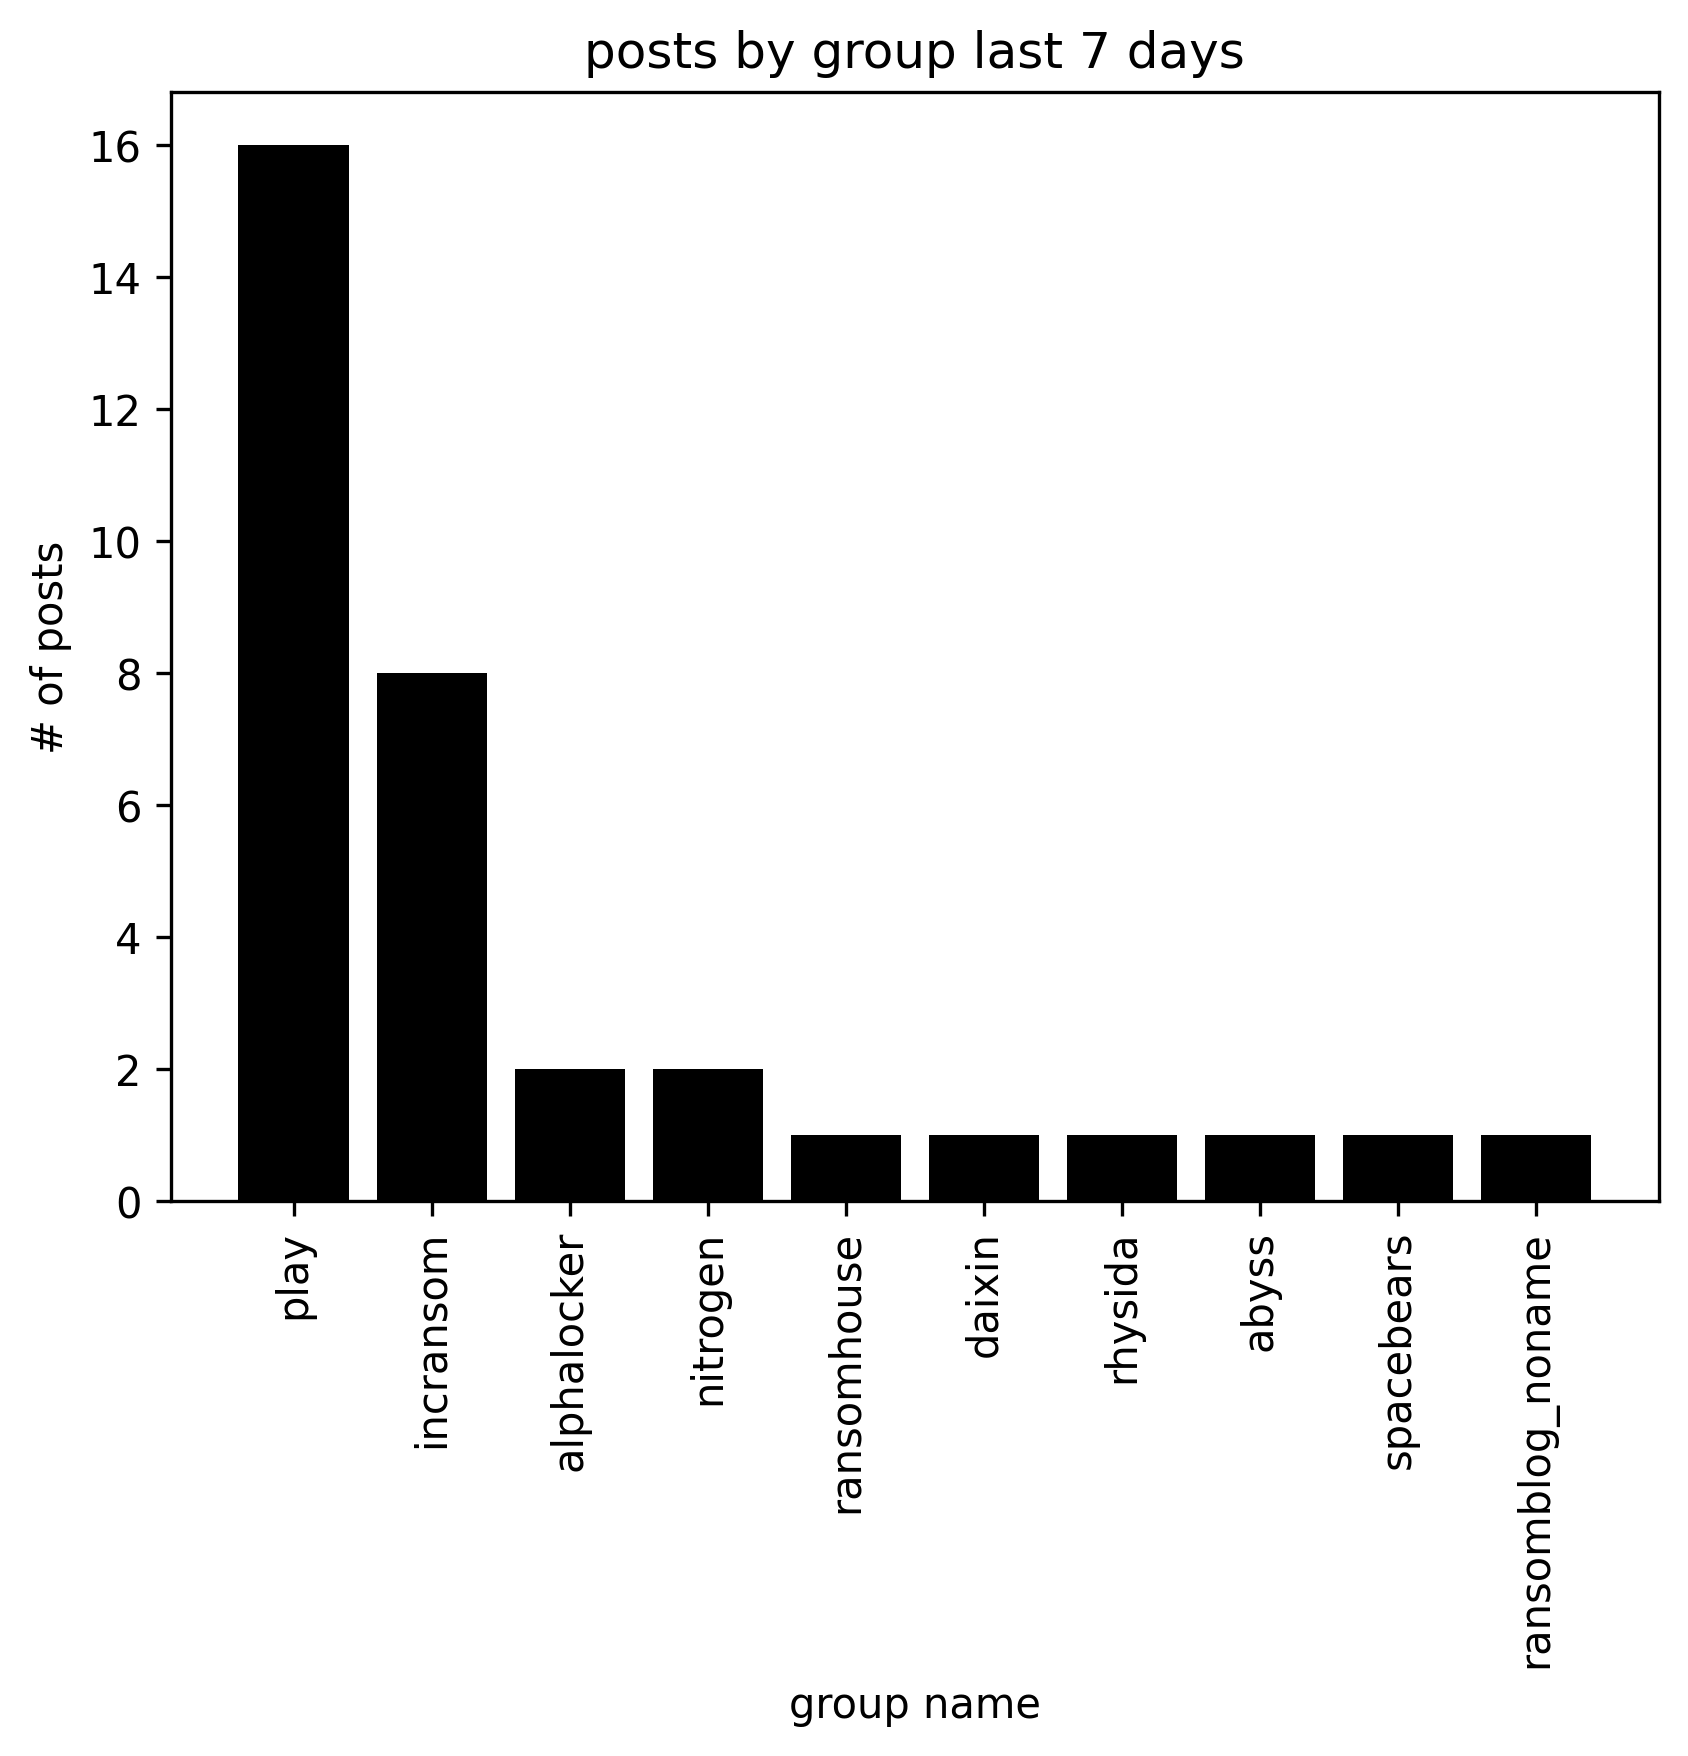 posts by group last 7 days
# of posts
16
14
12
10
8
6
4
2
0
play
incransom
alphalocker
nitrogen
ransomhouse
daixin
rhysida
abyss
spacebears
ransomblog_noname
group name